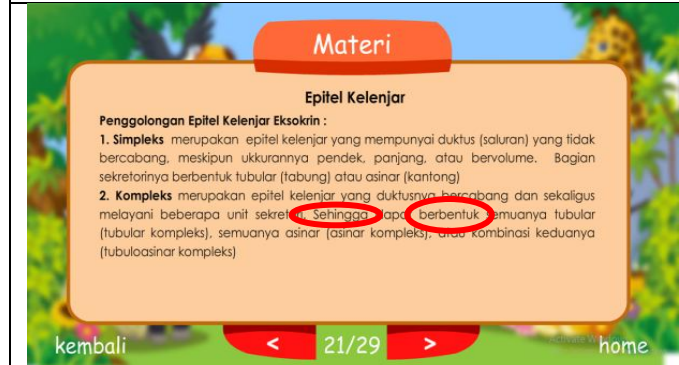 Materi
Epitel Kelenjar
Penggolongan Epitel Kelenjar Eksokrin :
1. Simpleks merupakan epitel kelenjar yang mempunyai duktus (saluran) yang tidak
bercabang, meskipun ukkurannya pendek, panjang, atau bervolume. Bagian
sekretorinya berbentuk tubular (tabung) atau asinar (kantong)
2. Kompleks merupakan epitel kelenjar yang duktusnya bercabang dan sekaligus
melayani beberapa unit Sehingga berbentuk semuanya tubular
(tubular kompleks), semuanya asinar (asinar kompleks), atau kombinasi keduanya
(tubuloasinar kompleks)
kembali < 21/29 > home